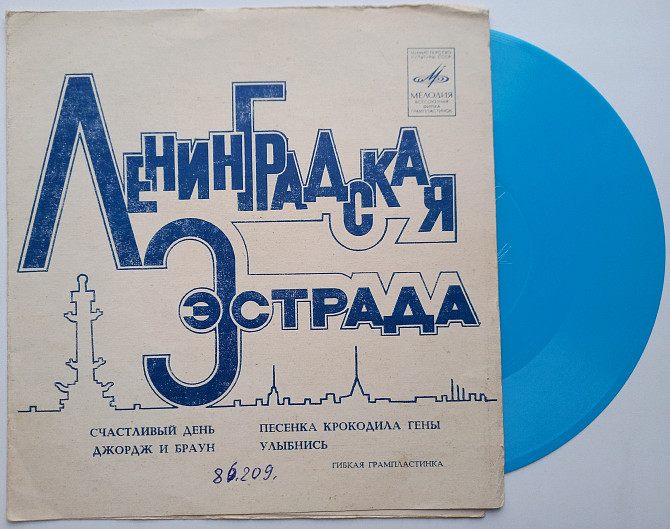 МИНИСТЕРСТВО
КУЛЬТУРЫ СССР
МЕЛОДИЯ
ВСЕСОЮЗНАЯ
ФИРМА
ГРАМПЛАСТИНОК
ЛЕНИНГРАДСКАЯ
ЭСТРАДА
СЧАСТЛИВЫЙ ДЕНЬ
ДЖОРДЖ И БРАУН
ПЕСЕНКА КРОКОДИЛА ГЕНЫ
УЛЫБНИСЬ
ГИБКАЯ ГРАМПЛАСТИНКА
86.209.